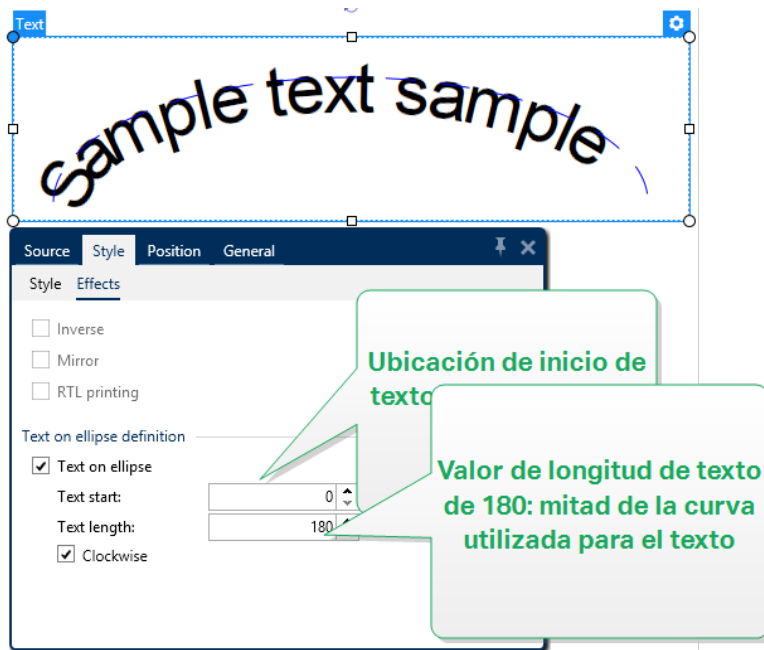 Text
Sample text sample
Source Style Position General
Style Effects
Inverse
Mirror
RTL printing
Ubicación de inicio de
texto
Text on ellipse definition
Text on ellipse
Text start: 0
Text length: 180
Clockwise
Valor de longitud de texto
de 180: mitad de la curva
utilizada para el texto